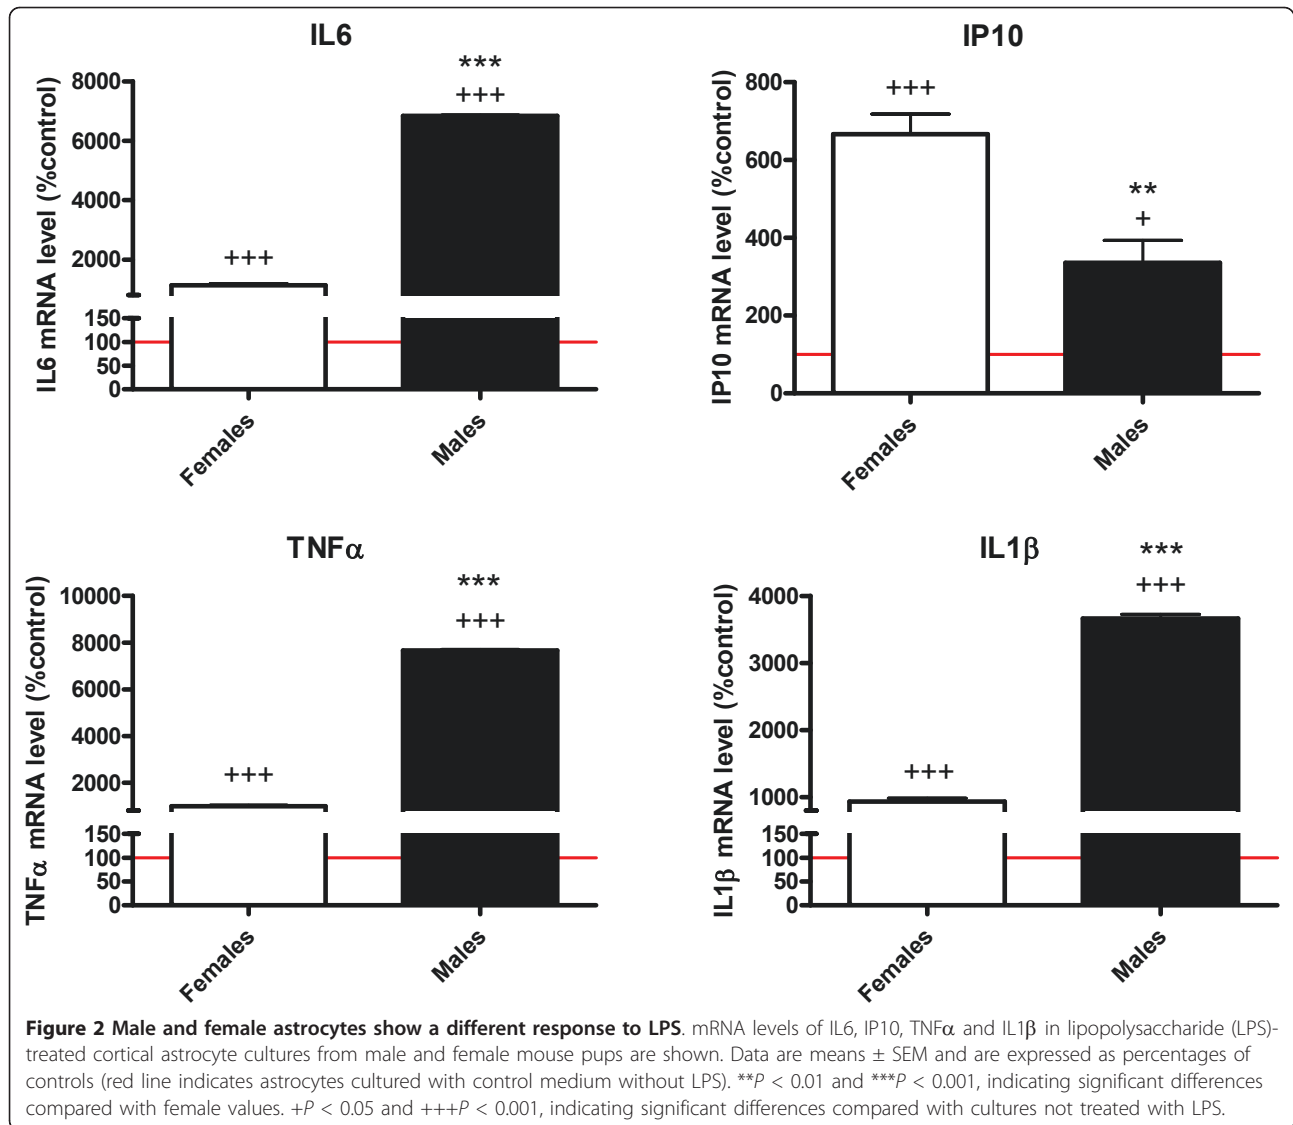 IL6
***
+++
+++
8000
6000
4000
2000
150
100
50
0
IL6 mRNA level (%control)
Females
Males
IP10
+++
**
+
800
600
400
200
0
IP10 mRNA level (%control)
Females
Males
TNFα
***
+++
+++
10000
8000
6000
4000
2000
150
100
50
0
TNFα mRNA level (%control)
Females
Males
IL1β
***
+++
+++
4000
3000
2000
1000
150
100
50
0
IL1β mRNA level (%control)
Females
Males
Figure 2 Male and female astrocytes show a different response to LPS. mRNA levels of IL6, IP10, TNFα and IL1β in lipopolysaccharide (LPS)-
treated cortical astrocyte cultures from male and female mouse pups are shown. Data are means ± SEM and are expressed as percentages of
controls (red line indicates astrocytes cultured with control medium without LPS). **P < 0.01 and ***P < 0.001, indicating significant differences
compared with female values. +P < 0.05 and +++P < 0.001, indicating significant differences compared with cultures not treated with LPS.